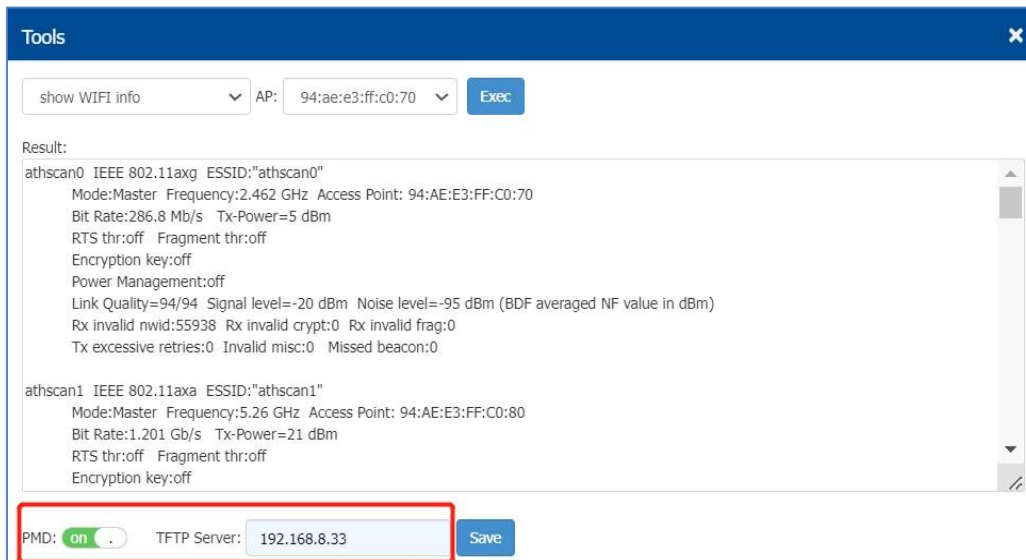 Tools ×
show WIFI info AP: 94:ae:e3:ff:c0:70 Exec
Result:
athscan0 IEEE 802.11axg ESSID:"athscan0"
Mode:Master Frequency:2.462 GHz Access Point: 94:AE:E3:FF:C0:70
Bit Rate:286.8 Mb/s Tx-Power=5 dBm
RTS thr:off Fragment thr:off
Encryption key:off
Power Management:off
Link Quality=94/94 Signal level=-20 dBm Noise level=-95 dBm (BDF averaged NF value in dBm)
Rx invalid nwid:55938 Rx invalid crypt:0 Rx invalid frag:0
Tx excessive retries:0 Invalid misc:0 Missed beacon:0
athscan1 IEEE 802.11axa ESSID:"athscan1"
Mode:Master Frequency:5.26 GHz Access Point: 94:AE:E3:FF:C0:80
Bit Rate:1.201 Gb/s Tx-Power=21 dBm
RTS thr:off Fragment thr:off
Encryption key:off
PMD: on . TFTP Server: 192.168.8.33 Save